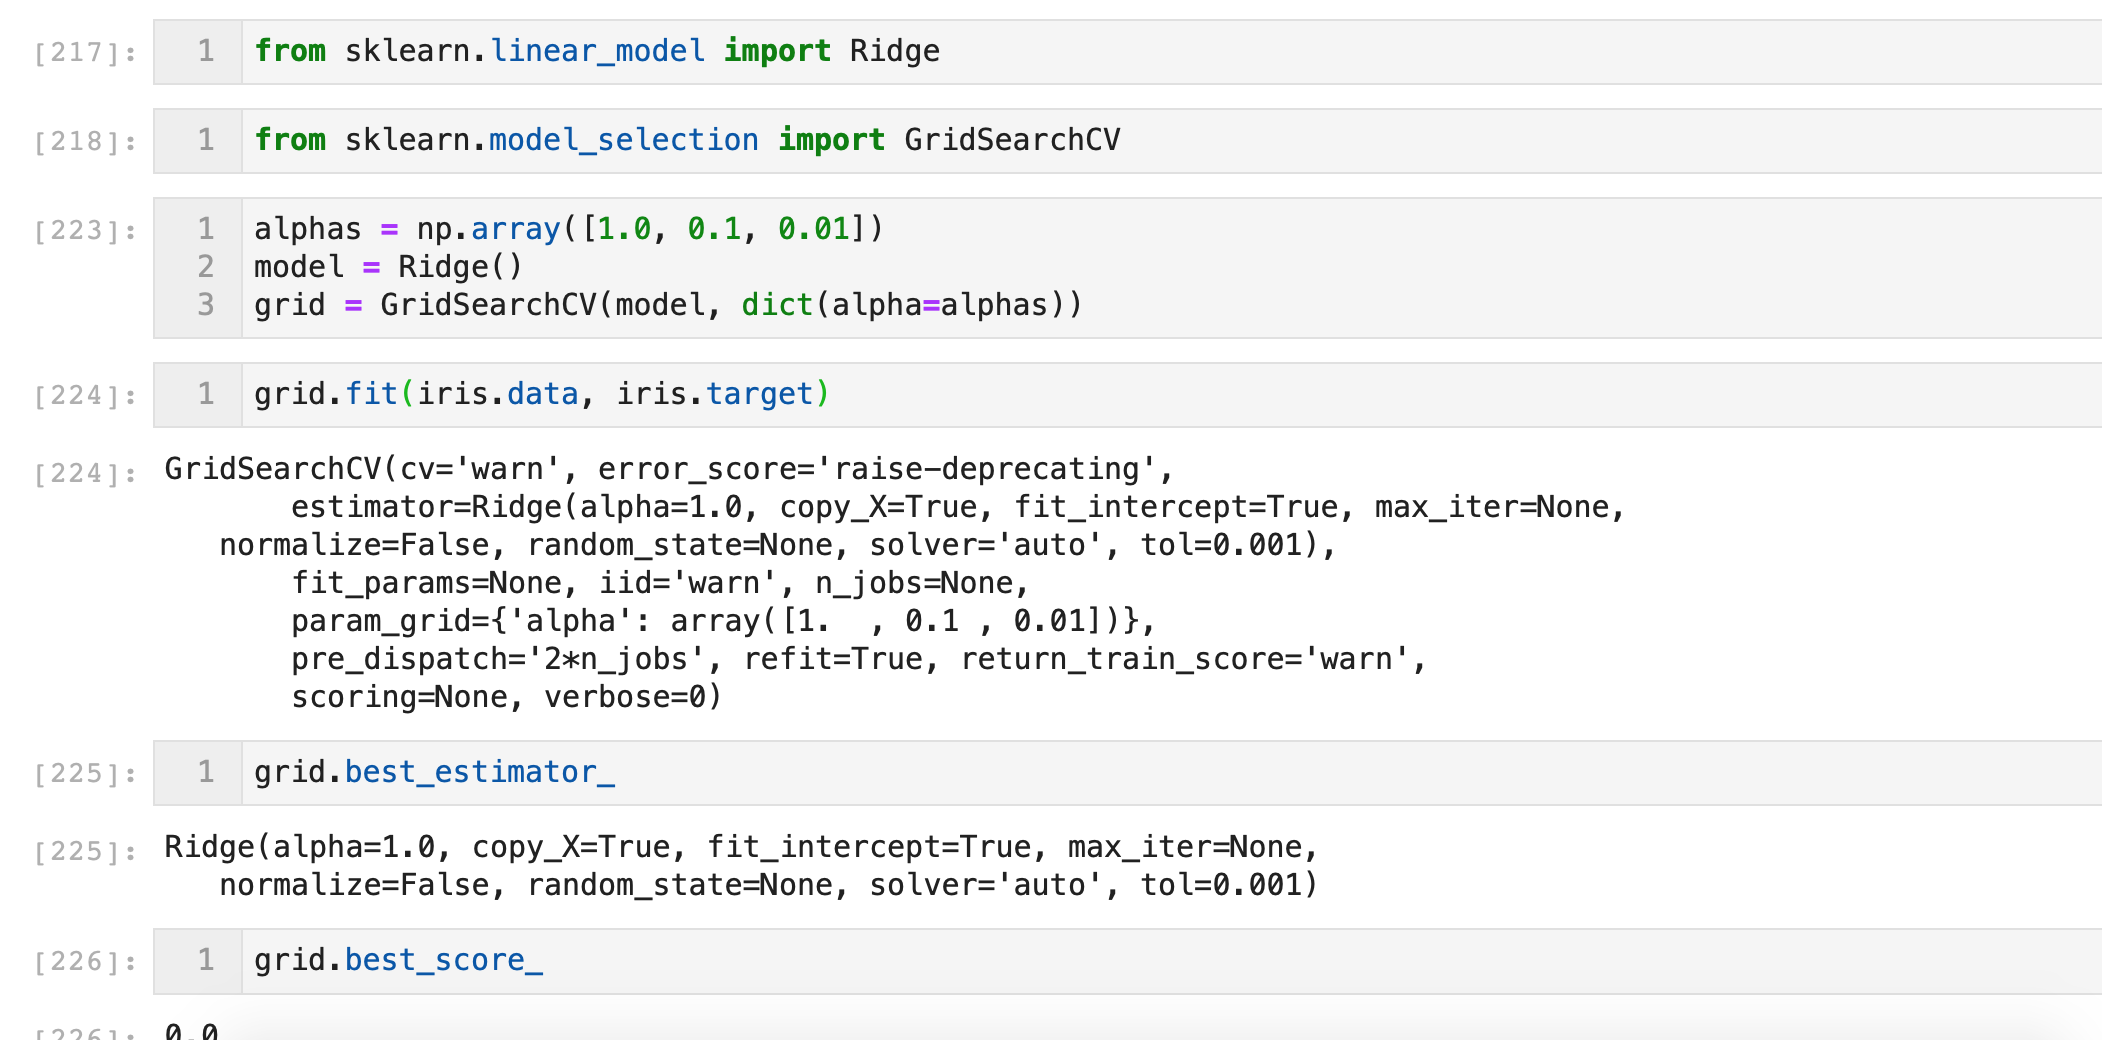 [217]: 1 from sklearn.linear_model import Ridge
[218]: 1 from sklearn.model_selection import GridSearchCV
[223]: 1 alphas = np.array([1.0, 0.1, 0.01])
2 model = Ridge()
3 grid = GridSearchCV(model, dict(alpha=alphas))
[224]: 1 grid.fit(iris.data, iris.target)
[224]: GridSearchCV(cv='warn', error_score='raise-deprecating',
estimator=Ridge(alpha=1.0, copy_X=True, fit_intercept=True, max_iter=None,
normalize=False, random_state=None, solver='auto', tol=0.001),
fit_params=None, iid='warn', n_jobs=None,
param_grid={'alpha': array([1.  , 0.1 , 0.01])},
pre_dispatch='2*n_jobs', refit=True, return_train_score='warn',
scoring=None, verbose=0)
[225]: 1 grid.best_estimator_
[225]: Ridge(alpha=1.0, copy_X=True, fit_intercept=True, max_iter=None,
normalize=False, random_state=None, solver='auto', tol=0.001)
[226]: 1 grid.best_score_
[226]: 0.0